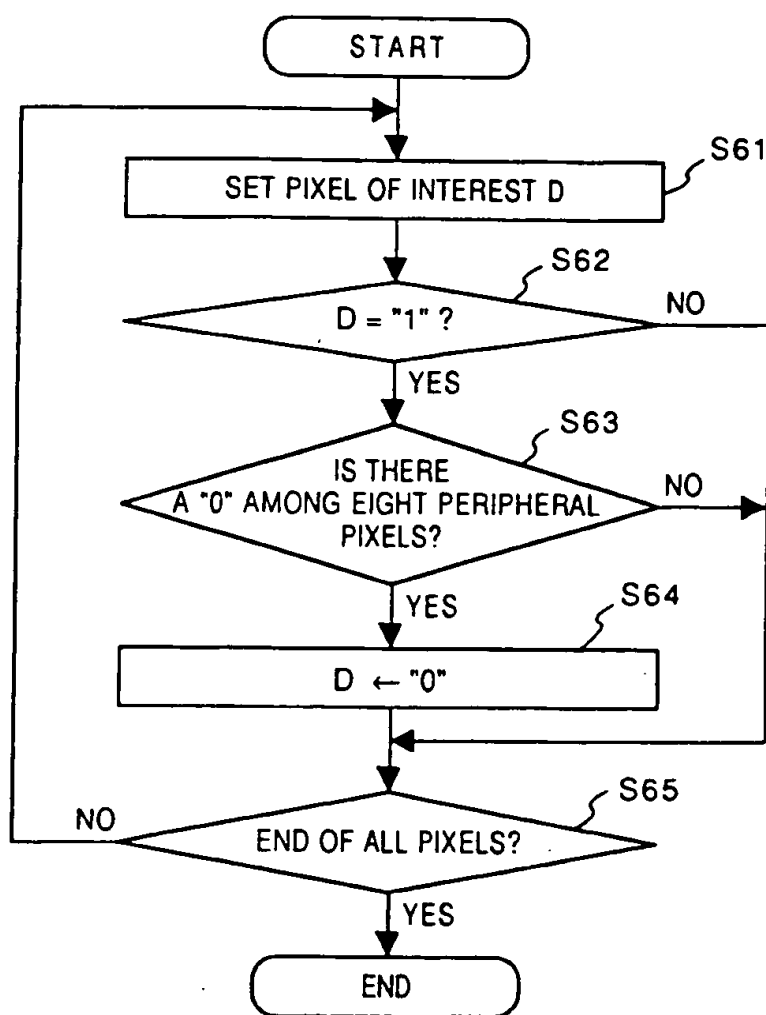 START
S61
SET PIXEL OF INTEREST D
S62
D = "1" ?
NO
YES
S63
IS THERE
A "0" AMONG EIGHT PERIPHERAL
PIXELS?
NO
YES
S64
D ← "0"
S65
NO
END OF ALL PIXELS?
YES
END